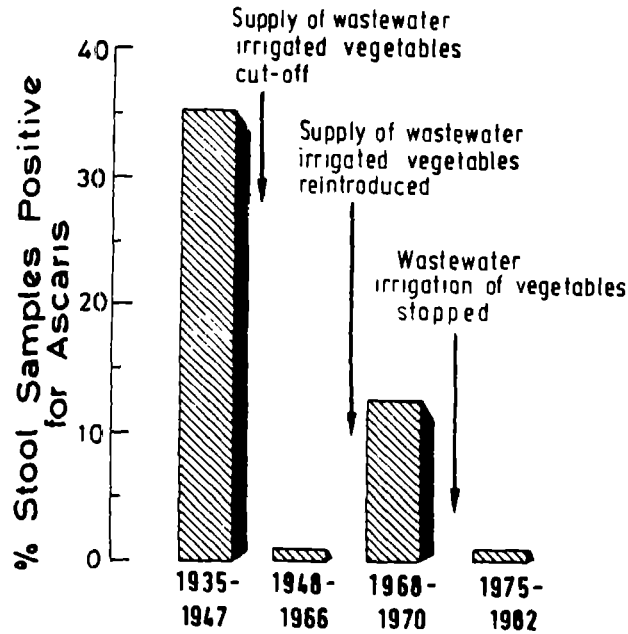 Supply of wastewater
irrigated vegetables
cut-off
Supply of wastewater
irrigated vegetables
reintroduced
Wastewater
irrigation of vegetables
stopped
% Stool Samples Positive
for Ascaris
40
30
20
10
0
1935-
1947
1948-
1966
1968-
1970
1975-
1982